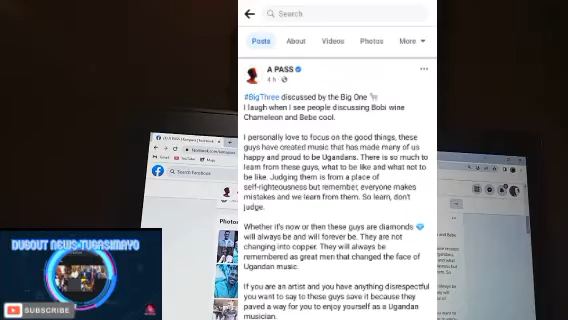 Search
Posts
About
Videos
Photos
More
A PASS
4 h
#BigThree discussed by the Big One
I laugh when I see people discussing Bobi wine
Chameleon and Bebe cool.
I personally love to focus on the good things, these
guys have created music that has made many of us
happy and proud to be Ugandans. There is so much to
learn from these guys, what to be like and what not to
be like. Judging them is from a place of
self-righteousness but remember, everyone makes
mistakes and we learn from them. So learn, don't
judge.
Whether it's now or then these guys are diamonds
will always be and will forever be. They are not
changing into copper. They will always be
remembered as great men that changed the face of
Ugandan music.
If you are an artist and you have anything disrespectful
you want to say to these guys save it because they
paved a way for you to enjoy yourself as a Ugandan
musician.
Search Facebook
Photos
DUGOUT NEWS TUGASIMAYO
SUBSCRIBE